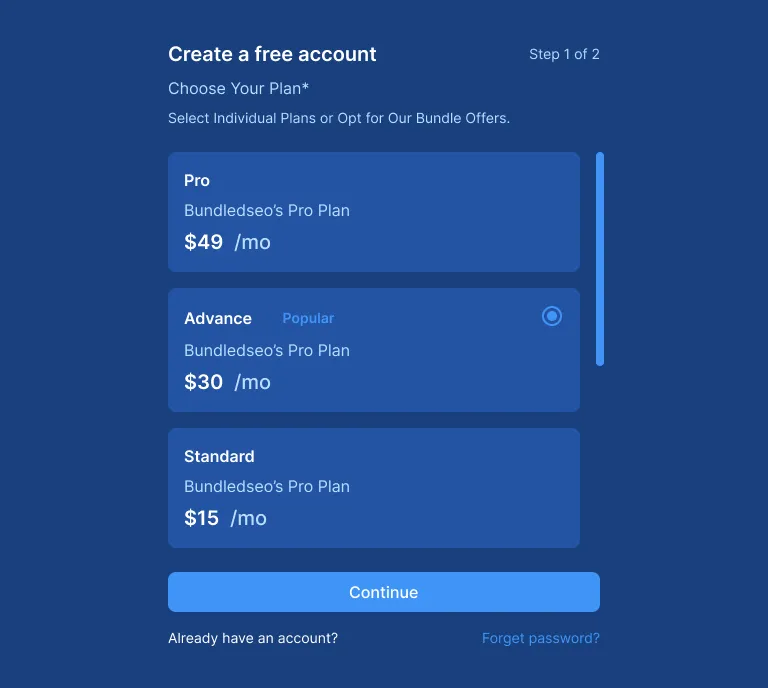 Create a free account
Step 1 of 2
Choose Your Plan*
Select Individual Plans or Opt for Our Bundle Offers.
Pro
Bundledseo’s Pro Plan
$49 /mo
Advance Popular
Bundledseo’s Pro Plan
$30 /mo
Standard
Bundledseo’s Pro Plan
$15 /mo
Continue
Already have an account?
Forget password?